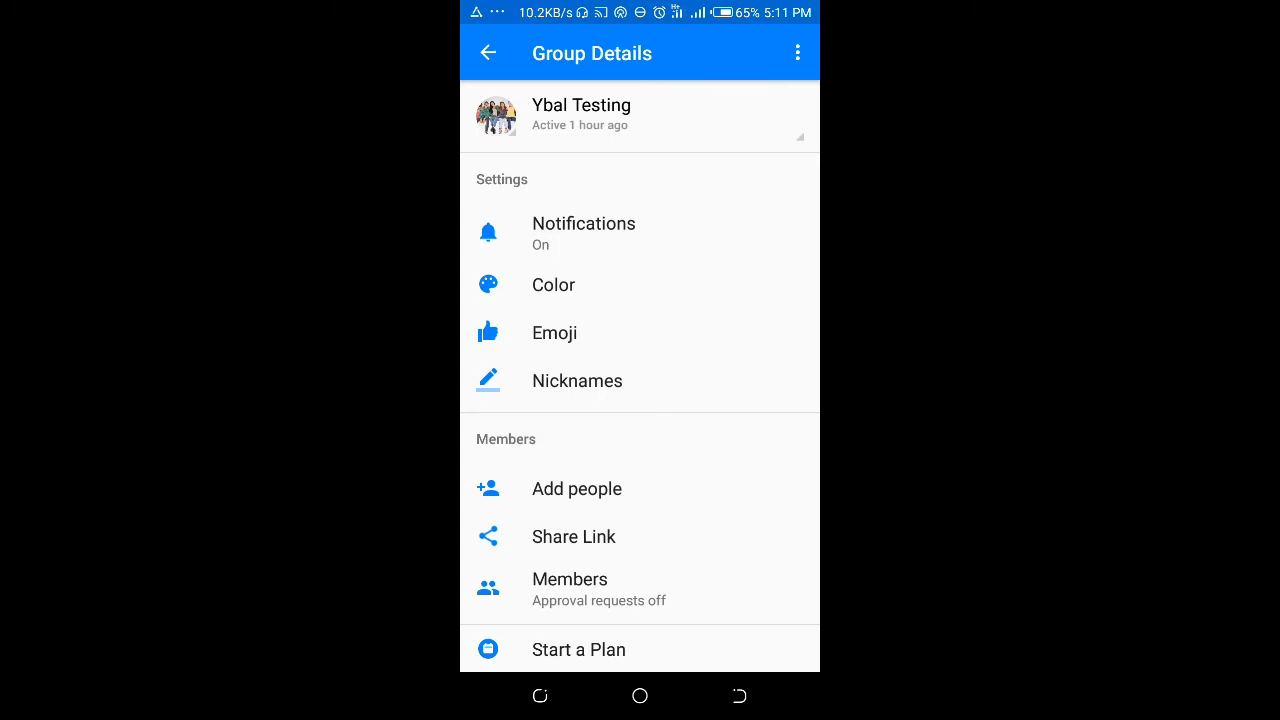 10.2KB/s 65% 5:11 PM
Group Details
Ybal Testing
Active 1 hour ago
Settings
Notifications
On
Color
Emoji
Nicknames
Members
Add people
Share Link
Members
Approval requests off
Start a Plan